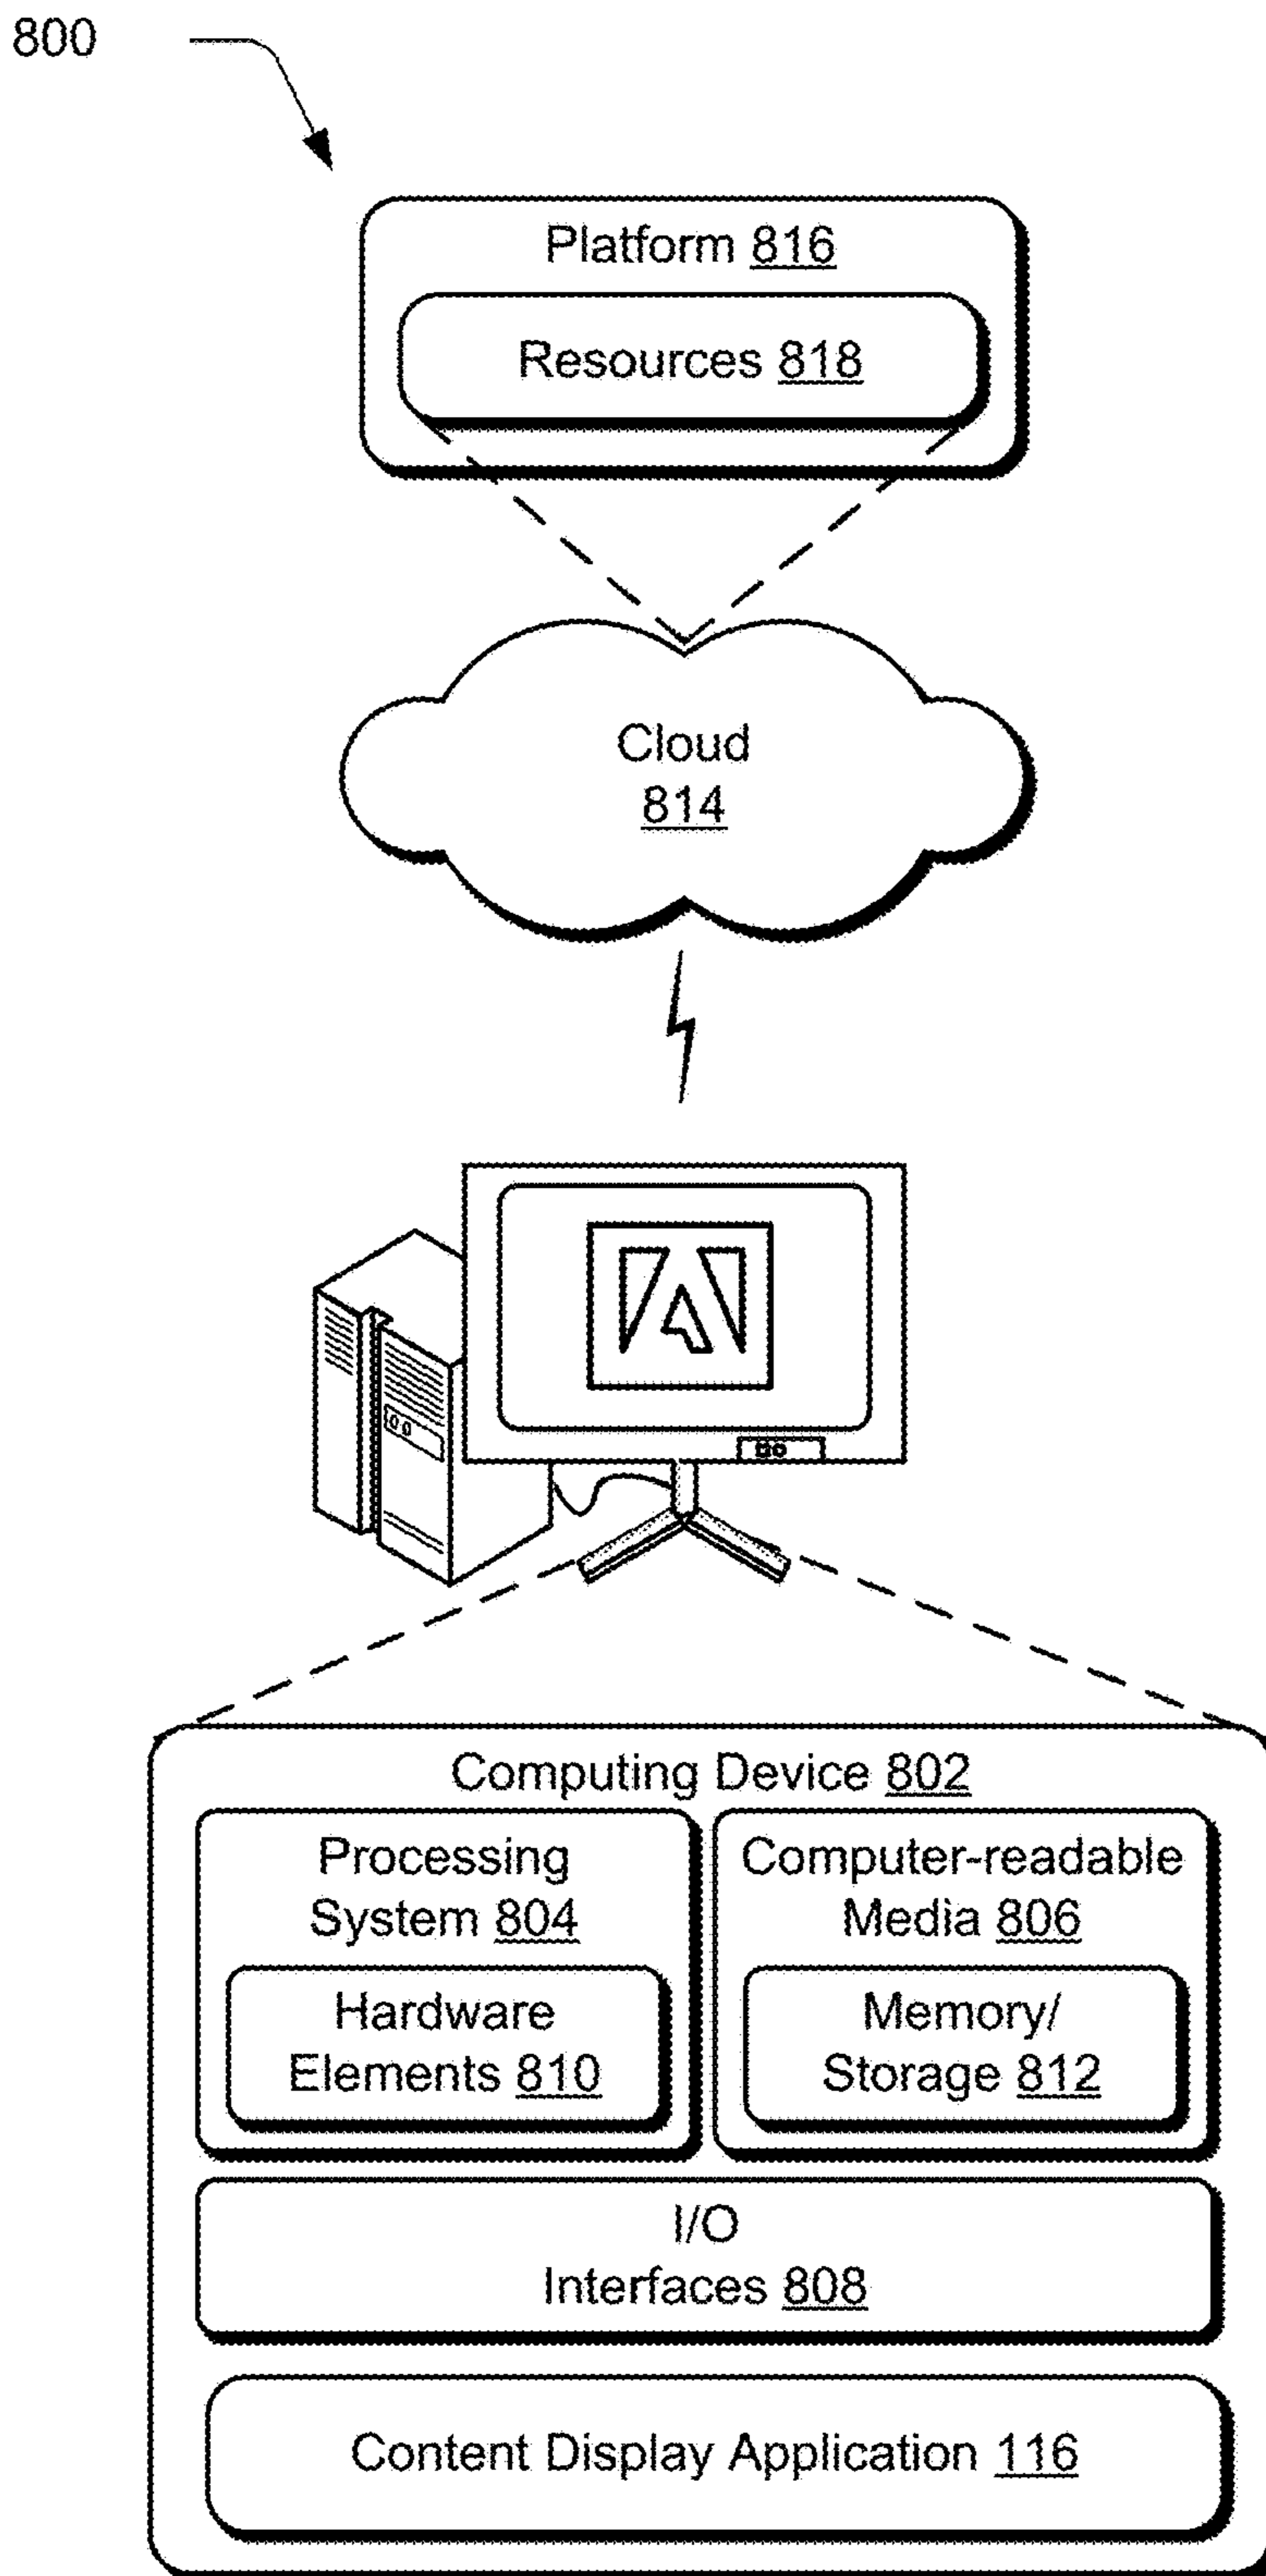 800
Platform 816
Resources 818
Cloud
814
Computing Device 802
Processing
System 804
Hardware
Elements 810
Computer-readable
Media 806
Memory/
Storage 812
I/O
Interfaces 808
Content Display Application 116